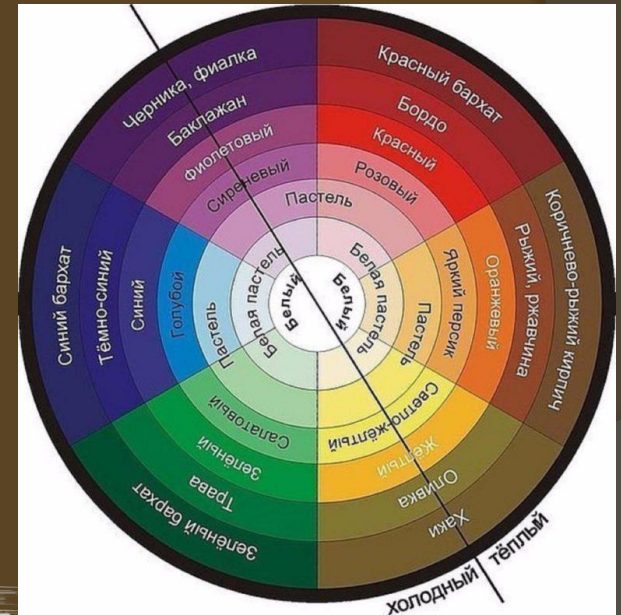 Черника, фиалка
Баклажан
Фиолетовый
Сиреневый
Пастель
Красный бархат
Бордо
Красный
Розовый
Белая пастель
Белый
Коричнево-рыжий кирпич
Рыжий, ржавчина
Оранжевый
Яркий персик
Пастель
Синий бархат
Тёмно-синий
Синий
Голубой
Пастель
Белая пастель
Белый
Светло-жёлтый
Жёлтый
Оливка
Хаки
Салатовый
Зелёный
Трава
Зелёный бархат
холодный
тёплый